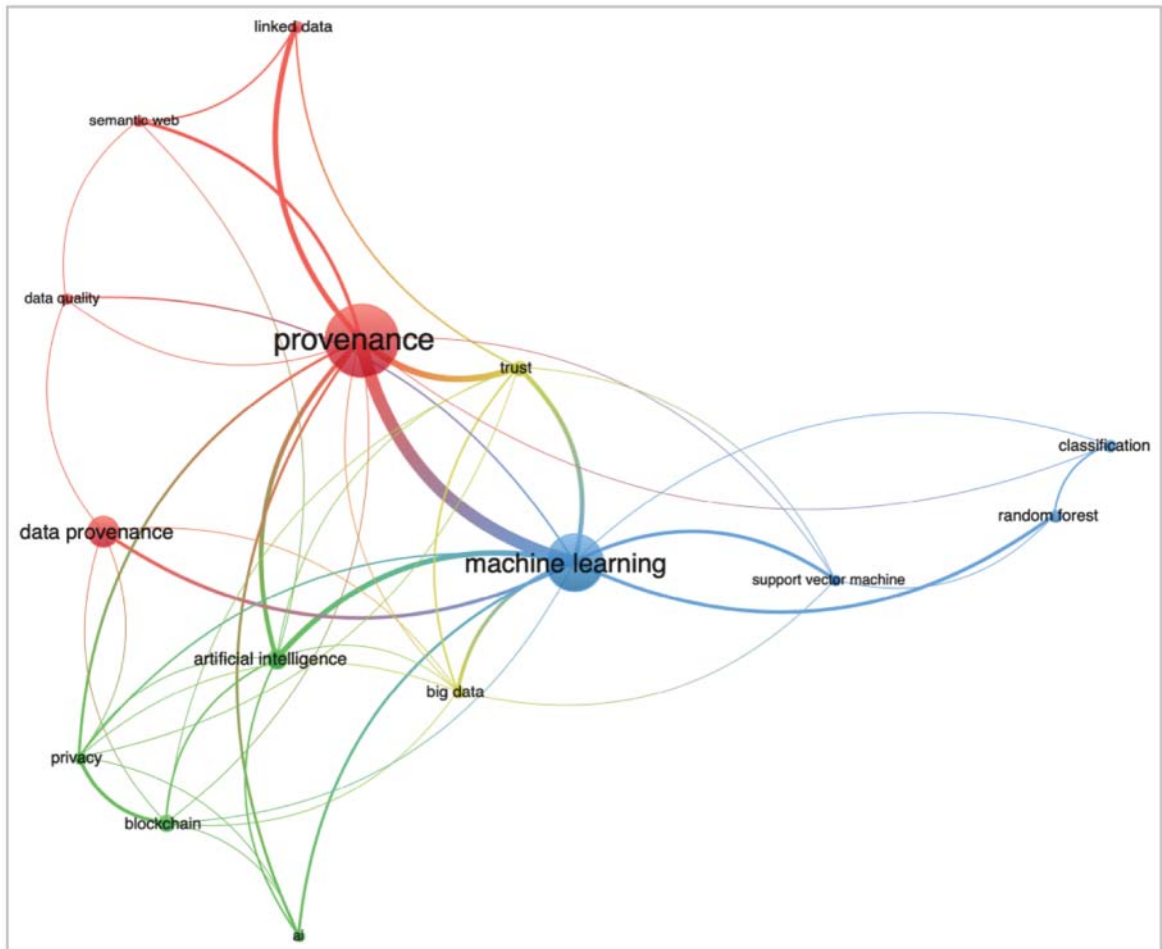 linked data
semantic web
data quality
provenance
trust
classification
random forest
data provenance
machine learning
support vector machine
artificial intelligence
big data
privacy
blockchain
ai